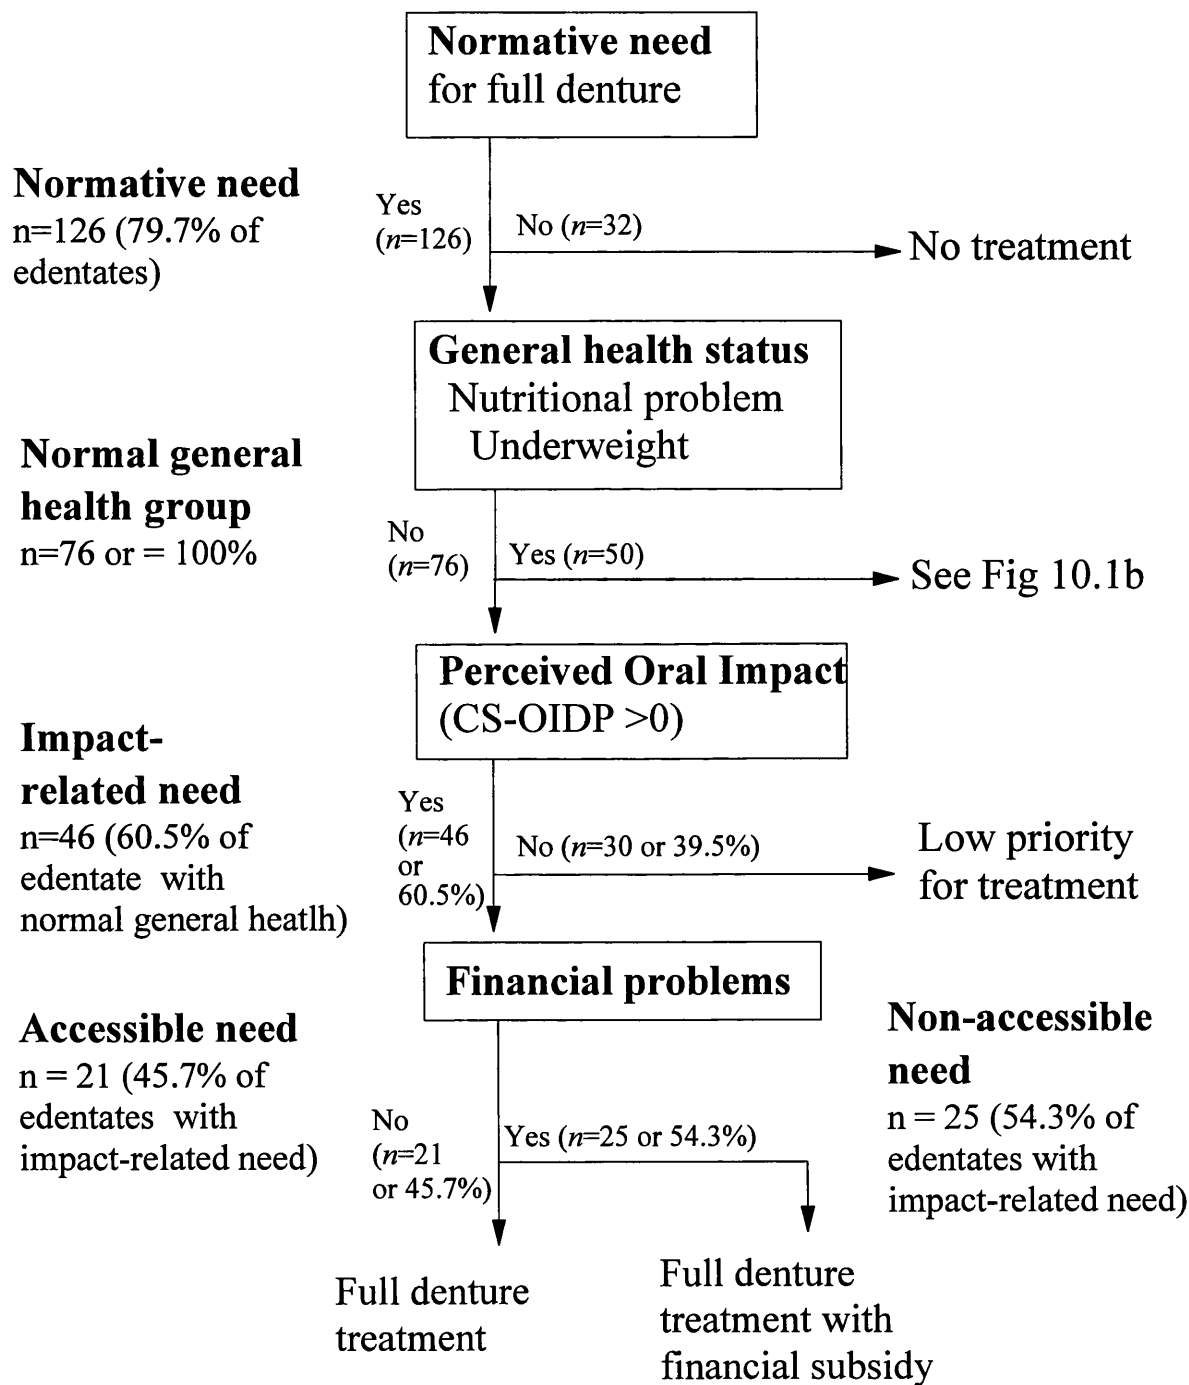 Normative need
for full denture
Normative need
n=126 (79.7% of
edentates)
Yes
(n=126)
No (n=32)
No treatment
General health status
Nutritional problem
Underweight
Normal general
health group
n=76 or = 100%
No
(n=76)
Yes (n=50)
See Fig 10.1b
Perceived Oral Impact
(CS-OIDP >0)
Impact-
related need
n=46 (60.5% of
edentate with
normal general heatlh)
Yes
(n=46
or
60.5%)
No (n=30 or 39.5%)
Low priority
for treatment
Financial problems
Accessible need
n = 21 (45.7% of
edentates with
impact-related need)
No
(n=21
or 45.7%)
Yes (n=25 or 54.3%)
Non-accessible
need
n = 25 (54.3% of
edentates with
impact-related need)
Full denture
treatment
Full denture
treatment with
financial subsidy